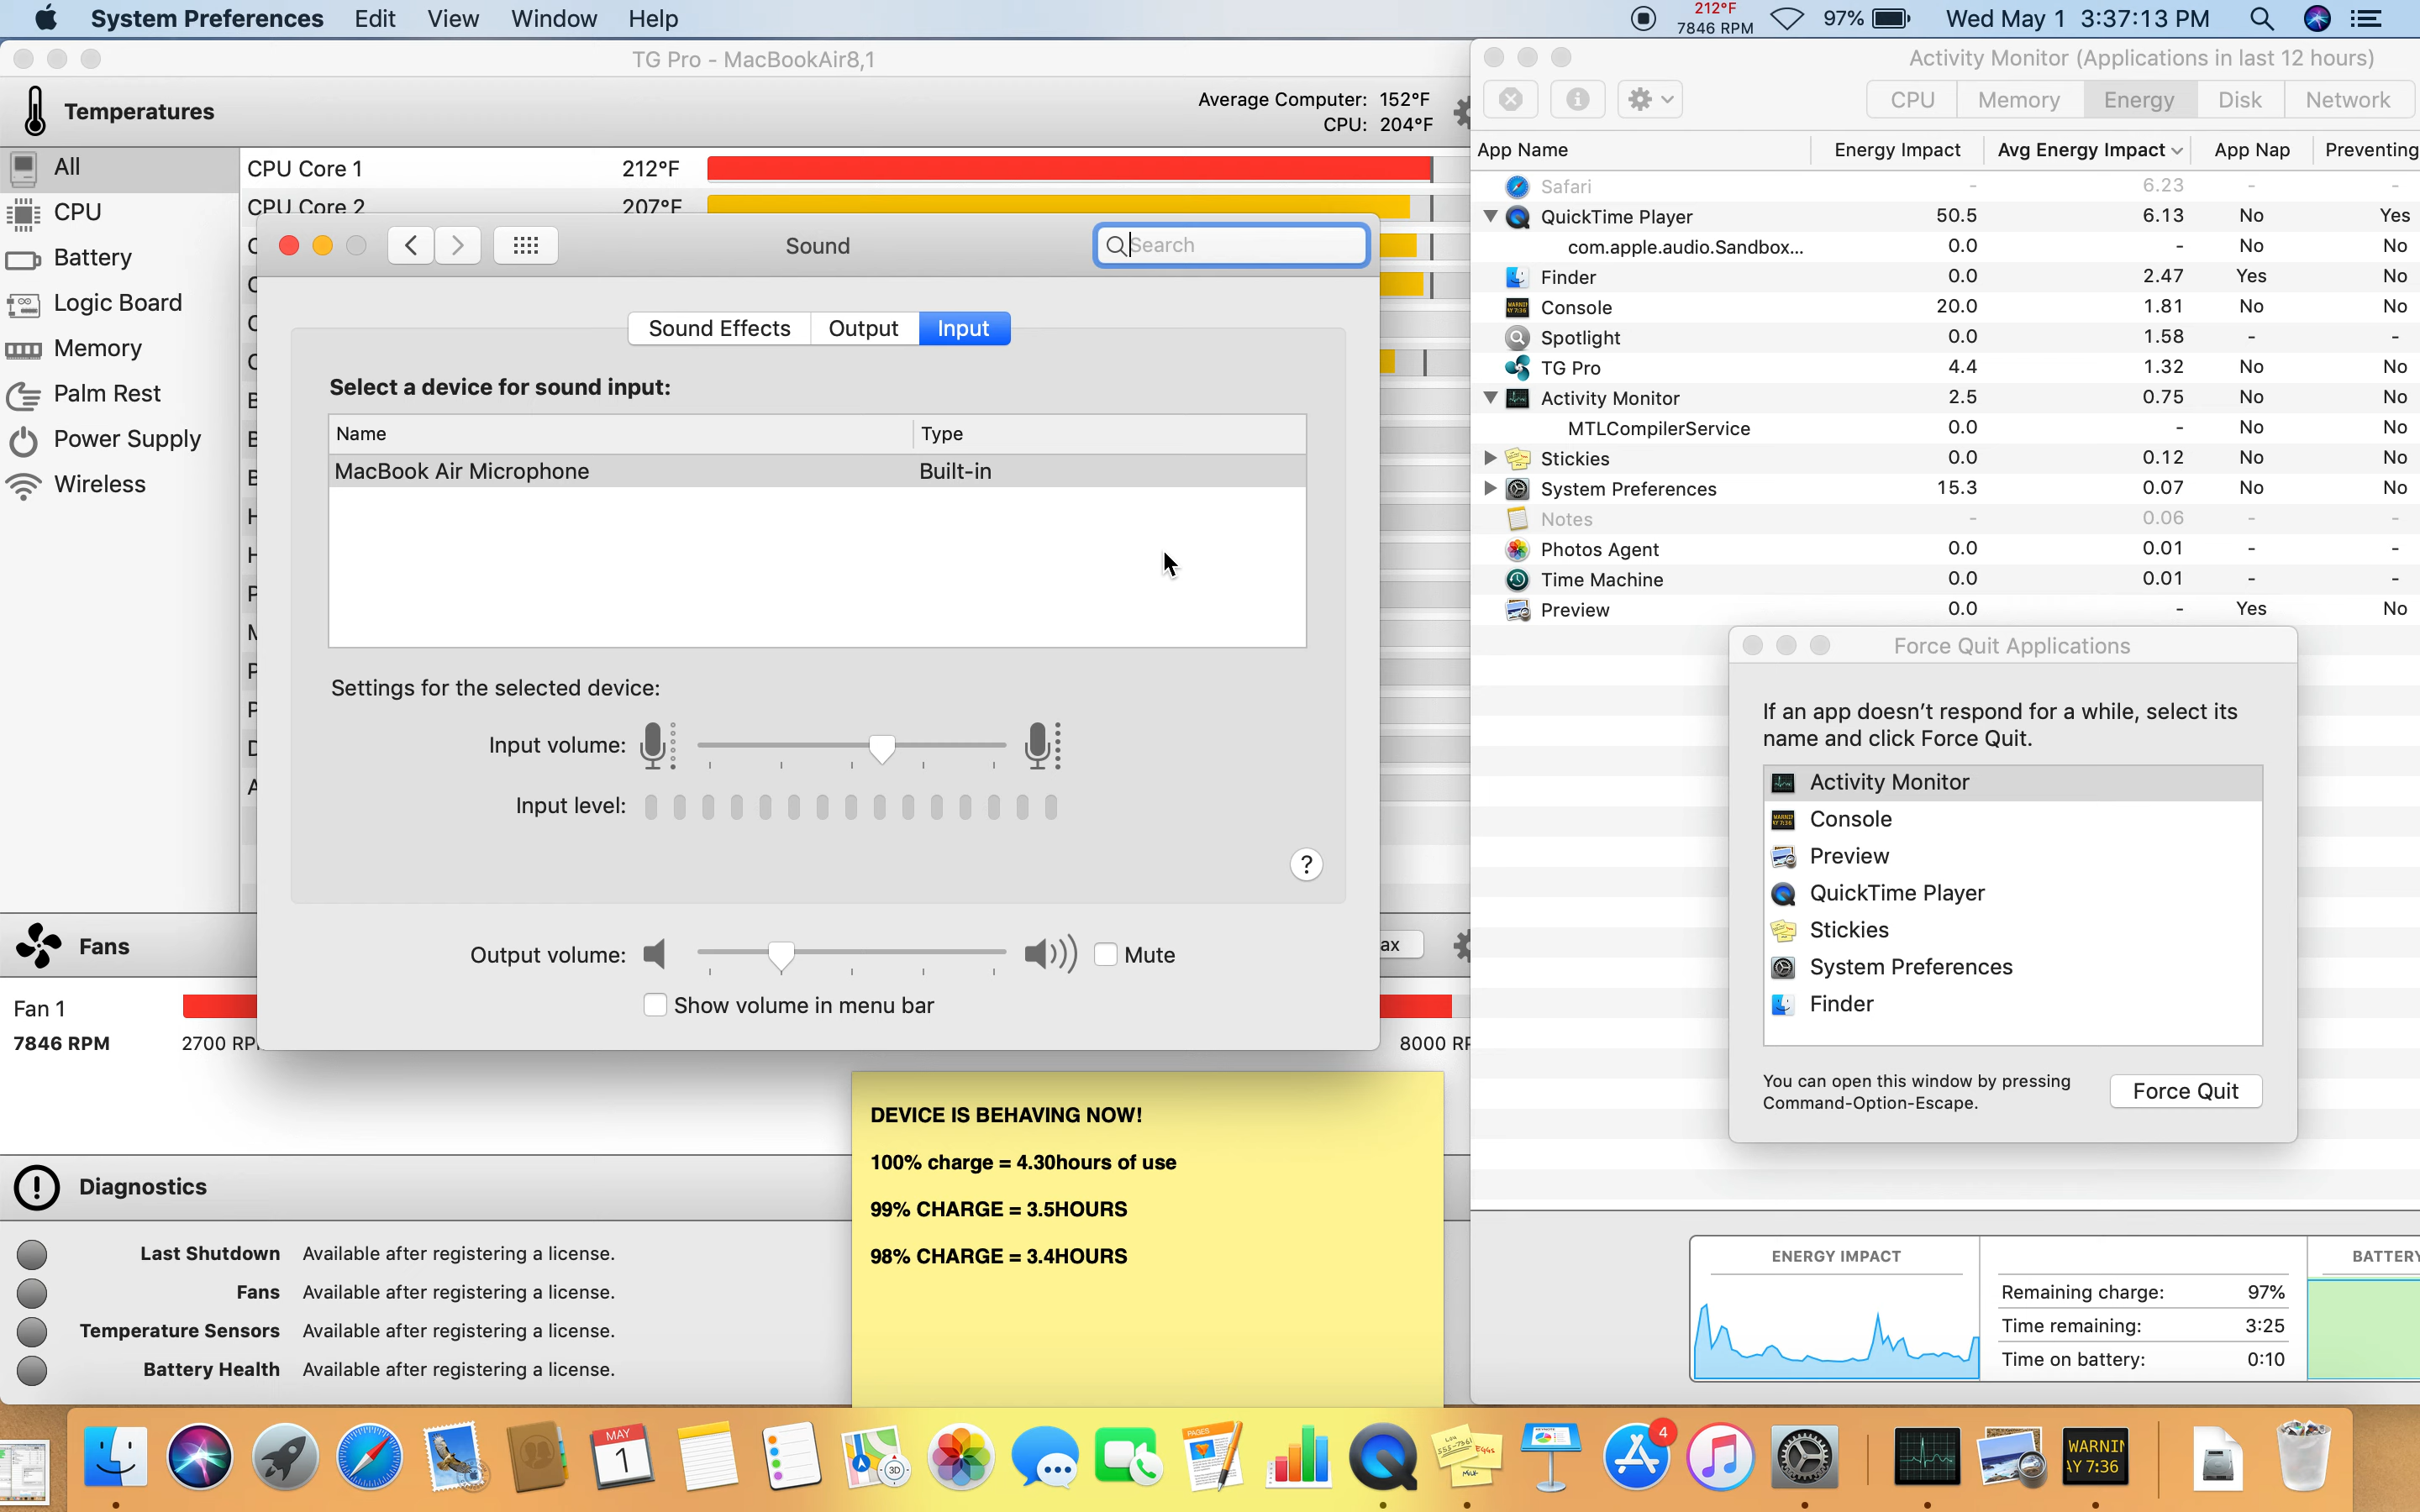 System Preferences Edit View Window Help
212°F
7846 RPM
97%
Wed May 1 3:37:13 PM
TG Pro - MacBookAir8,1
Temperatures
Average Computer: 152°F
CPU: 204°F
All
CPU
Battery
Logic Board
Memory
Palm Rest
Power Supply
Wireless
CPU Core 1 212°F
CPU Core 2 207°F
Sound
Search
Sound Effects Output Input
Select a device for sound input:
Name Type
MacBook Air Microphone Built-in
Settings for the selected device:
Input volume:
Input level:
?
Output volume:
Mute
Show volume in menu bar
ax
Fans
Fan 1
7846 RPM
2700 RP
8000 RP
Diagnostics
Last Shutdown Available after registering a license.
Fans Available after registering a license.
Temperature Sensors Available after registering a license.
Battery Health Available after registering a license.
DEVICE IS BEHAVING NOW!
100% charge = 4.30hours of use
99% CHARGE = 3.5HOURS
98% CHARGE = 3.4HOURS
Activity Monitor (Applications in last 12 hours)
CPU Memory Energy Disk Network
App Name Energy Impact Avg Energy Impact App Nap Preventing
Safari - 6.23 - -
QuickTime Player 50.5 6.13 No Yes
com.apple.audio.Sandbox... 0.0 - No No
Finder 0.0 2.47 Yes No
Console 20.0 1.81 No No
Spotlight 0.0 1.58 - -
TG Pro 4.4 1.32 No No
Activity Monitor 2.5 0.75 No No
MTLCompilerService 0.0 - No No
Stickies 0.0 0.12 No No
System Preferences 15.3 0.07 No No
Notes - 0.06 - -
Photos Agent 0.0 0.01 - -
Time Machine 0.0 0.01 - -
Preview 0.0 - Yes No
Force Quit Applications
If an app doesn't respond for a while, select its
name and click Force Quit.
Activity Monitor
Console
Preview
QuickTime Player
Stickies
System Preferences
Finder
You can open this window by pressing
Command-Option-Escape.
Force Quit
ENERGY IMPACT
BATTERY
Remaining charge: 97%
Time remaining: 3:25
Time on battery: 0:10
MAY
1
3D
PAGES
4
WARNIN
AY 7:36